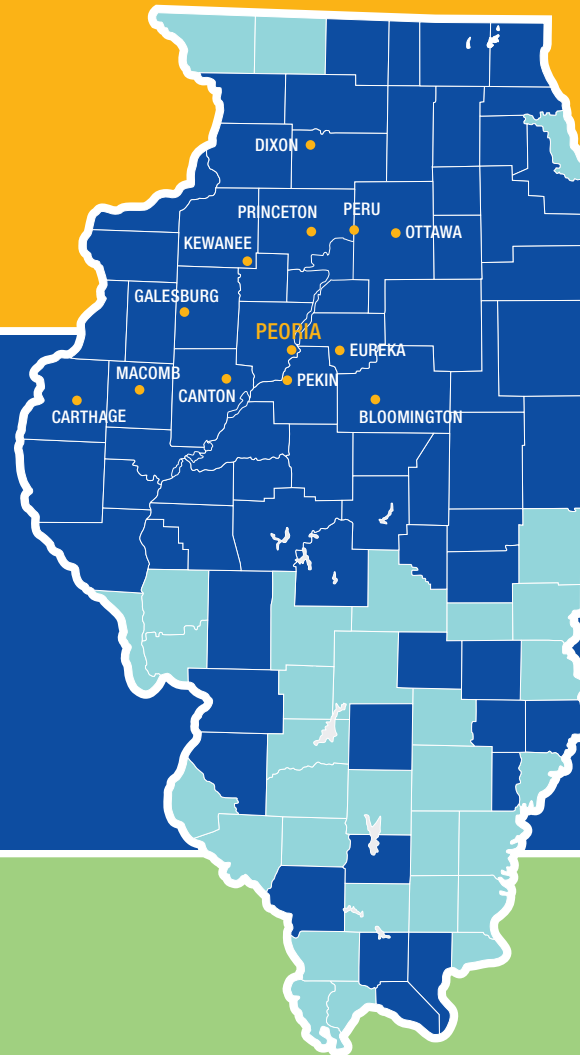 DIXON
PRINCETON
PERU
OTTAWA
KEWANEE
GALESBURG
PEORIA
EUREKA
MACOMB
CANTON
PEKIN
CARTHAGE
BLOOMINGTON